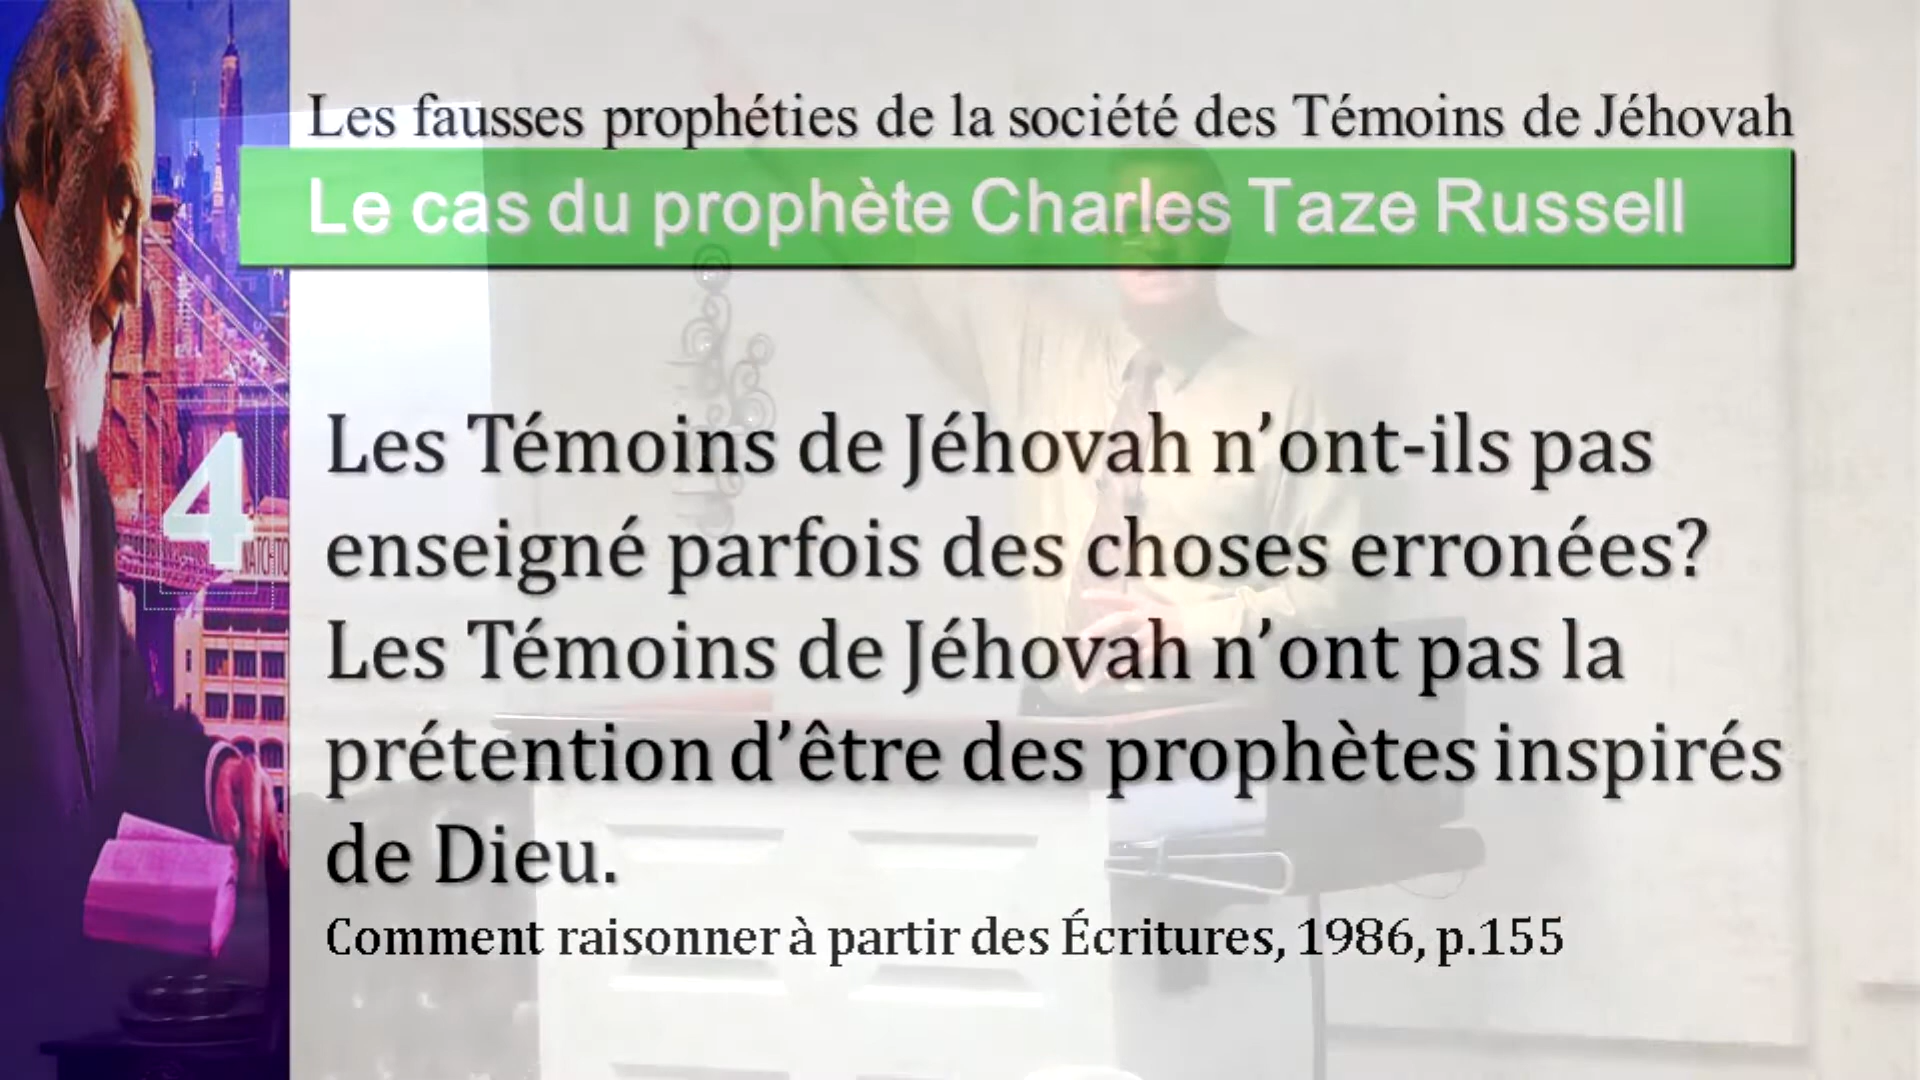 Les fausses prophéties de la société des Témoins de Jéhovah
Le cas du prophète Charles Taze Russell
4
Les Témoins de Jéhovah n’ont-ils pas
enseigné parfois des choses erronées?
Les Témoins de Jéhovah n’ont pas la
prétention d’être des prophètes inspirés
de Dieu.
Comment raisonner à partir des Écritures, 1986, p.155